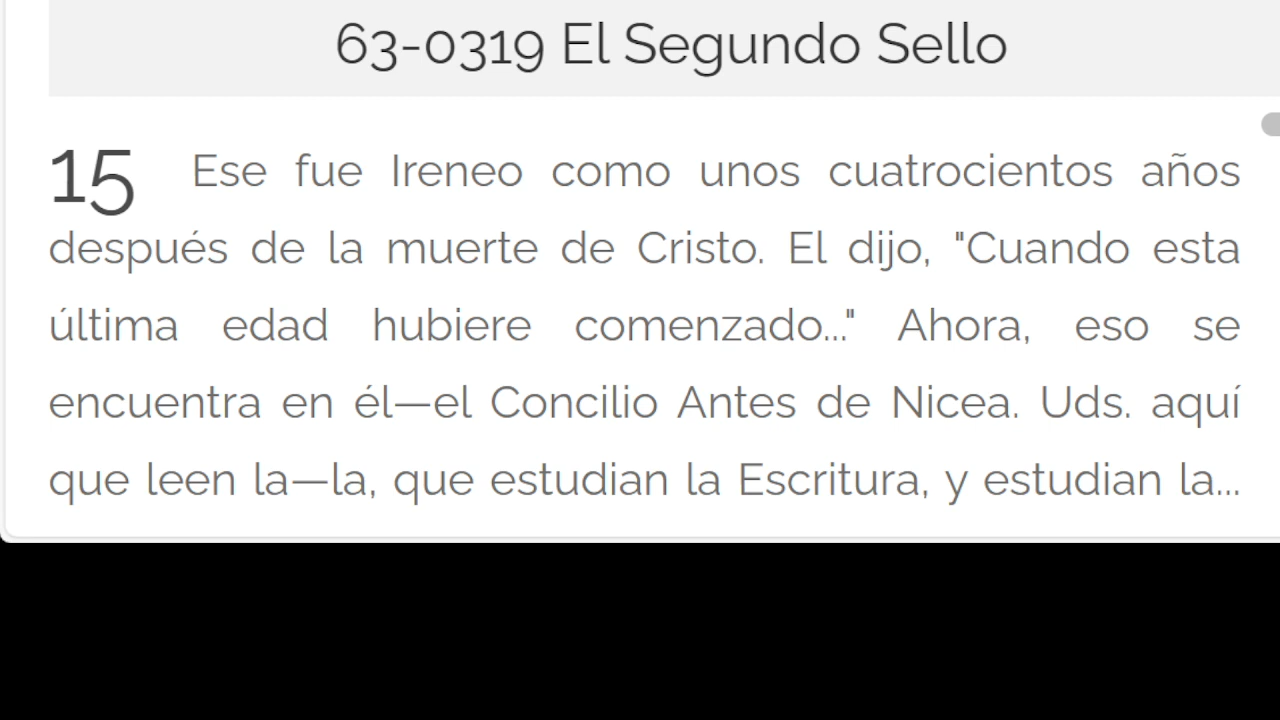 63-0319 El Segundo Sello
15 Ese fue Ireneo como unos cuatrocientos años
después de la muerte de Cristo. El dijo, "Cuando esta
última edad hubiere comenzado..." Ahora, eso se
encuentra en él—el Concilio Antes de Nicea. Uds. aquí
que leen la—la, que estudian la Escritura, y estudian la...